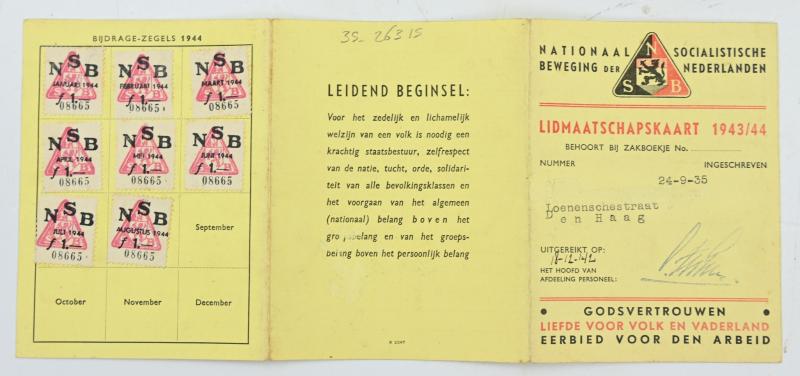 BIJDRAGE-ZEGELS 1944
NSB
JANUARI 1944
ƒ 1.—
08665
NSB
FEBRUARI 1944
ƒ 1.—
08665
NSB
MAART 1944
ƒ 1.—
08665
NSB
APRIL 1944
ƒ 1.—
08665
NSB
MEI 1944
ƒ 1.—
08665
NSB
JUNI 1944
ƒ 1.—
08665
NSB
JULI 1944
ƒ 1.—
08665
NSB
AUGUSTUS 1944
ƒ 1.—
08665
September
October
November
December
35-26315
LEIDEND BEGINSEL:
Voor het zedelijk en lichamelijk
welzijn van een volk is noodig een
krachtig staatsbestuur, zelfrespect
van de natie, tucht, orde, solidari-
teit van alle bevolkingsklassen en
het voorgaan van het algemeen
(nationaal) belang boven het
groepsbelang en van het groeps-
belang boven het persoonlijk belang
NATIONAAL SOCIALISTISCHE
BEWEGING DER NEDERLANDEN
N
S B
LIDMAATSCHAPSKAART 1943/44
BEHOORT BIJ ZAKBOEKJE No.
NUMMER INGESCHREVEN
24-9-35
Loenenschestraat
Den Haag
UITGEREIKT OP:
18-12-42
HET HOOFD VAN
AFDEELING PERSONEEL:
• GODSVERTROUWEN •
LIEFDE VOOR VOLK EN VADERLAND
EERBIED VOOR DEN ARBEID